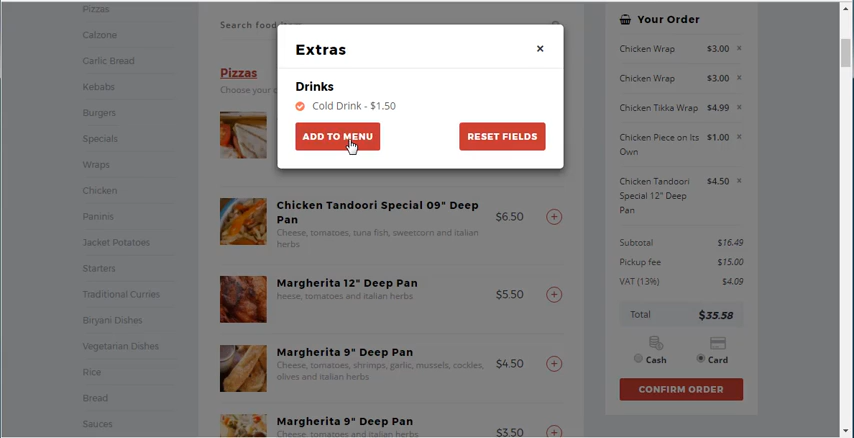 Pizzas
Calzone
Garlic Bread
Kebabs
Burgers
Specials
Wraps
Chicken
Paninis
Jacket Potatoes
Starters
Traditional Curries
Biryani Dishes
Vegetarian Dishes
Rice
Bread
Sauces
Search food item
Pizzas
Choose your
Extras
×
Drinks
Cold Drink - $1.50
ADD TO MENU
RESET FIELDS
Chicken Tandoori Special 09" Deep
Pan
$6.50
Cheese, tomatoes, tuna fish, sweetcorn and italian
herbs
Margherita 12" Deep Pan
$5.50
heese, tomatoes and italian herbs
Margherita 9" Deep Pan
$4.50
Cheese, tomatoes, shrimps, garlic, mussels, cockles,
olives and italian herbs
Margherita 9" Deep Pan
$3.50
Cheese, tomatoes and italian herbs
Your Order
Chicken Wrap $3.00 ×
Chicken Wrap $3.00 ×
Chicken Tikka Wrap $4.99 ×
Chicken Piece on Its $1.00 ×
Own
Chicken Tandoori $4.50 ×
Special 12" Deep
Pan
Subtotal $16.49
Pickup fee $15.00
VAT (13%) $4.09
Total $35.58
Cash
Card
CONFIRM ORDER